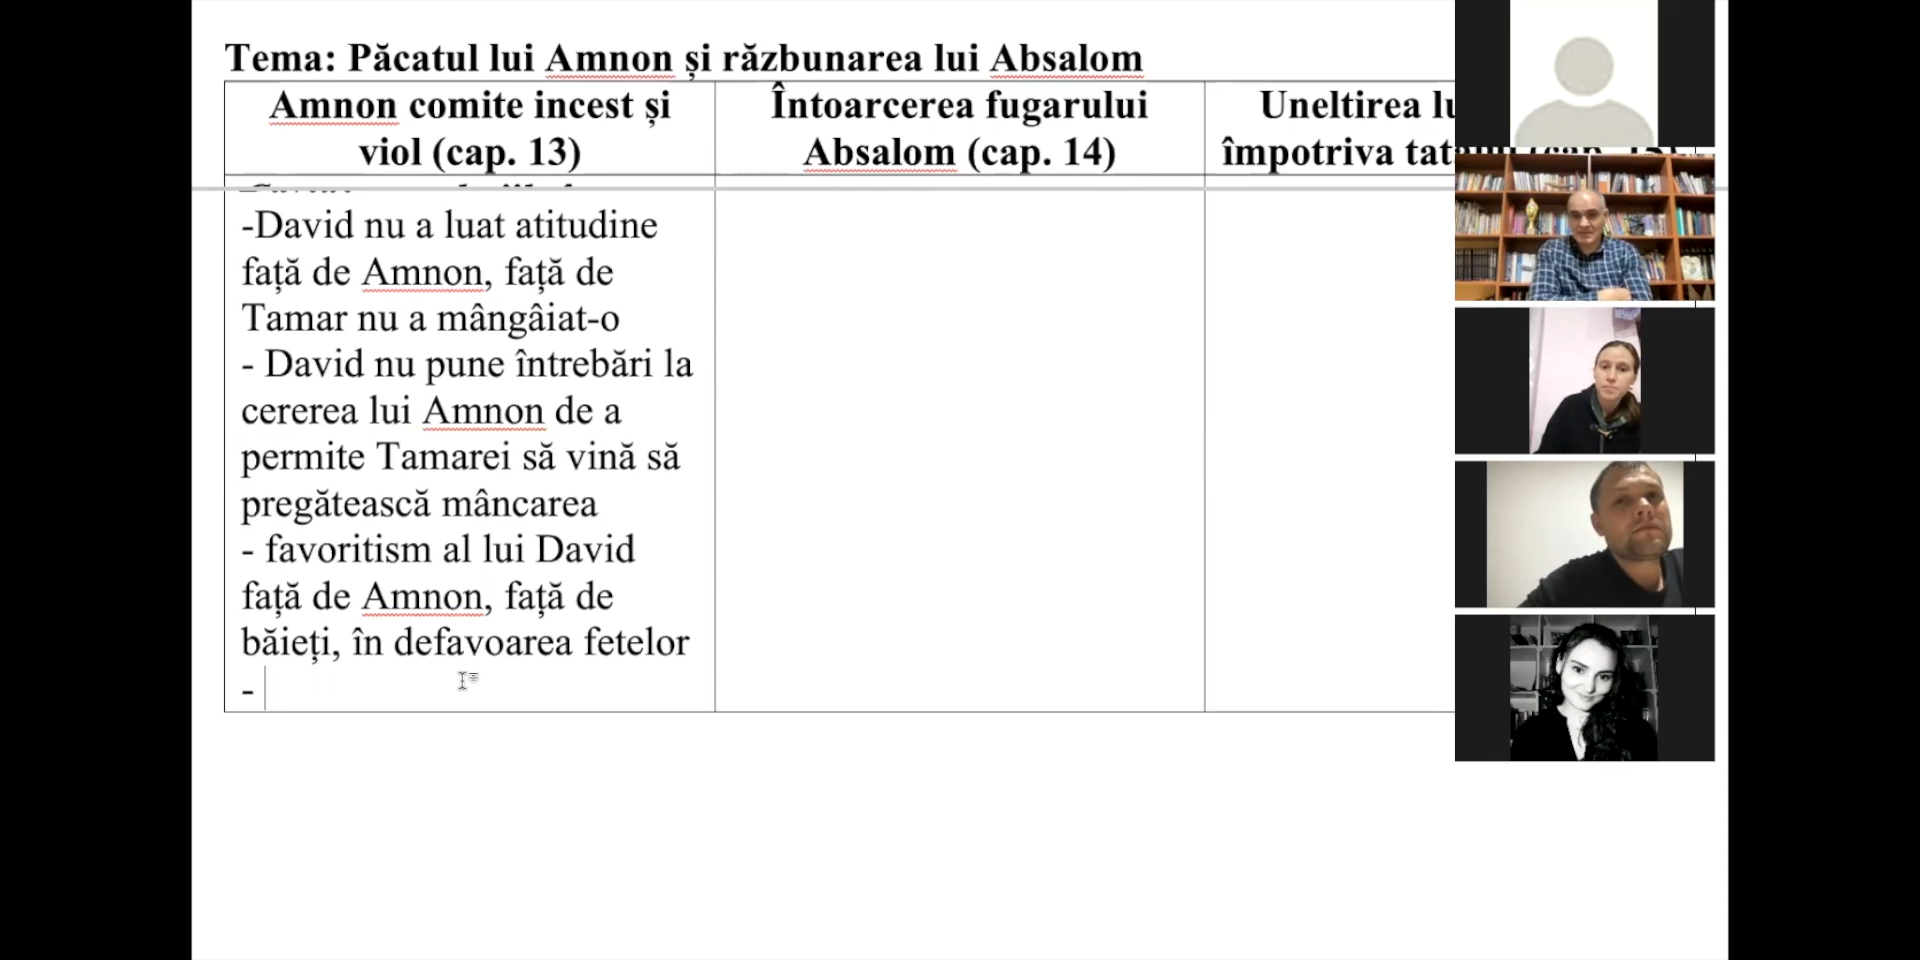 Tema: Păcatul lui Amnon și răzbunarea lui Absalom
Amnon comite incest și
viol (cap. 13)
Întoarcerea fugarului
Absalom (cap. 14)
Uneltirea
împotriva
-David nu a luat atitudine
față de Amnon, față de
Tamar nu a mângâiat-o
- David nu pune întrebări la
cererea lui Amnon de a
permite Tamarei să vină să
pregătească mâncarea
- favoritism al lui David
față de Amnon, față de
băieți, în defavoarea fetelor
-